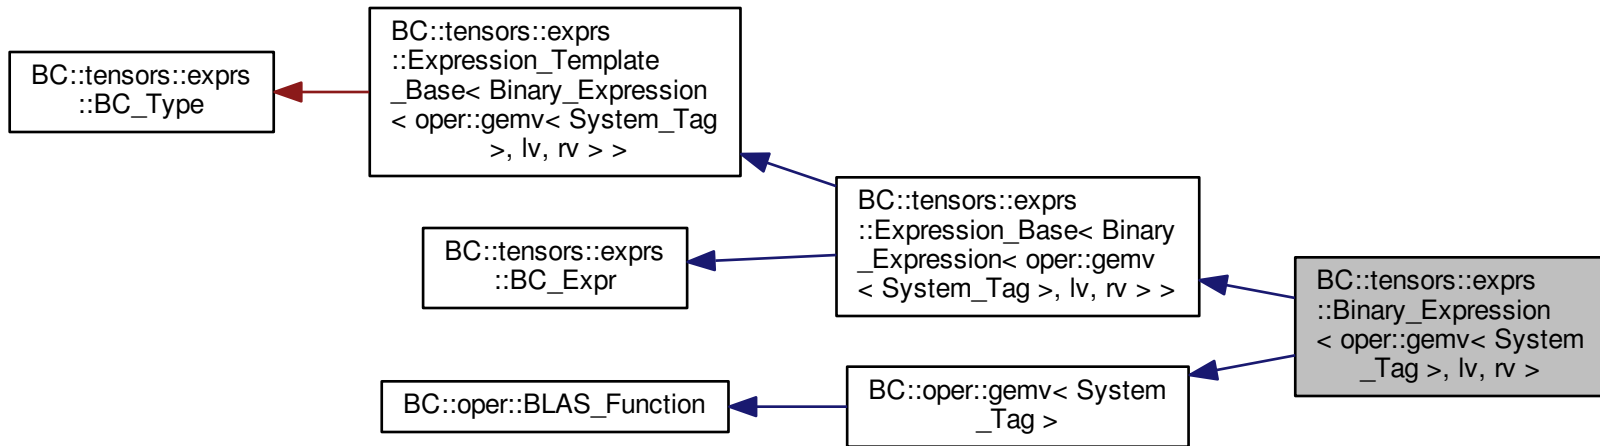 BC::tensors::exprs
::BC_Type
BC::tensors::exprs
::Expression_Template
_Base< Binary_Expression
< oper::gemv< System_Tag
>, lv, rv > >
BC::tensors::exprs
::BC_Expr
BC::tensors::exprs
::Expression_Base< Binary
_Expression< oper::gemv
< System_Tag >, lv, rv > >
BC::oper::BLAS_Function
BC::oper::gemv< System
_Tag >
BC::tensors::exprs
::Binary_Expression
< oper::gemv< System
_Tag >, lv, rv >